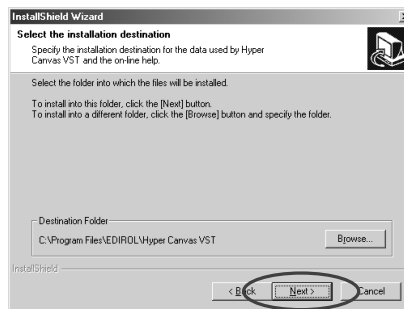 InstallShield Wizard
Select the installation destination
Specify the installation destination for the data used by Hyper
Canvas VST and the on-line help.
Select the folder into which the files will be installed.
To install into this folder, click the [Next] button.
To install into a different folder, click the [Browse] button and specify the folder.
Destination Folder
C:\Program Files\EDIROL\Hyper Canvas VST
Browse...
InstallShield
< Back
Next >
Cancel